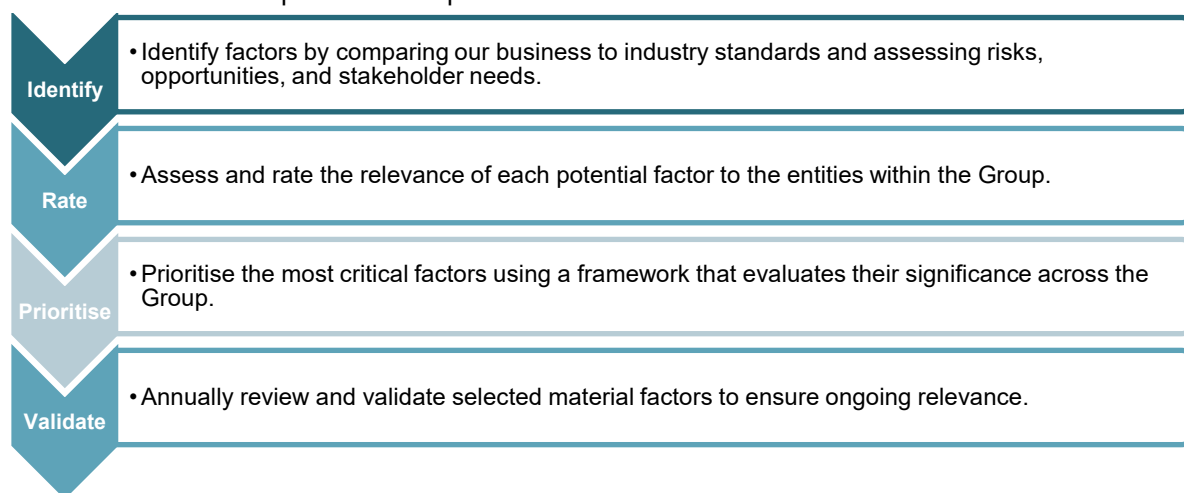 Identify
• Identify factors by comparing our business to industry standards and assessing risks,
opportunities, and stakeholder needs.
Rate
• Assess and rate the relevance of each potential factor to the entities within the Group.
Prioritise
• Prioritise the most critical factors using a framework that evaluates their significance across the
Group.
Validate
• Annually review and validate selected material factors to ensure ongoing relevance.